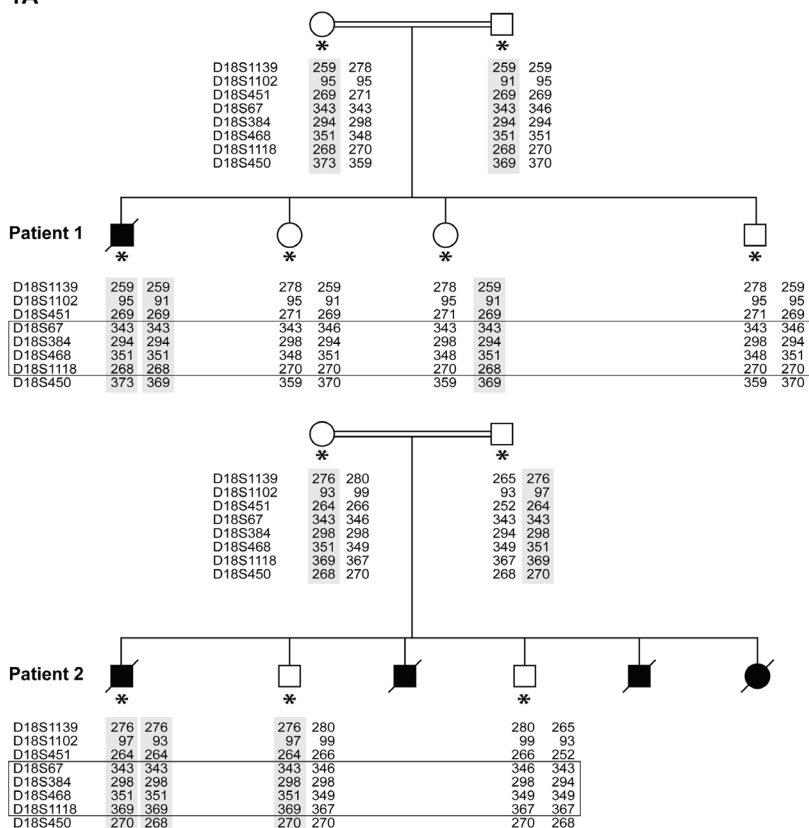 1A
*
*
D18S1139 259 278 259 259
D18S1102 95 95 91 95
D18S451 269 271 269 269
D18S67 343 343 343 346
D18S384 294 298 294 294
D18S468 351 348 351 351
D18S1118 268 270 268 270
D18S450 373 359 369 370
Patient 1
* * * *
D18S1139 259 259 278 259 278 259 278 259
D18S1102 95 91 95 91 95 91 95 95
D18S451 269 269 271 269 271 269 271 269
D18S67 343 343 343 346 343 343 343 346
D18S384 294 294 298 294 298 294 298 294
D18S468 351 351 348 351 348 351 348 351
D18S1118 268 268 270 270 270 268 270 270
D18S450 373 369 359 370 359 369 359 370
* *
D18S1139 276 280 265 276
D18S1102 93 99 93 97
D18S451 264 266 252 264
D18S67 343 346 343 343
D18S384 298 298 294 298
D18S468 351 349 349 351
D18S1118 369 367 367 369
D18S450 268 270 268 270
Patient 2
* * *
D18S1139 276 276 276 280 280 265
D18S1102 97 93 97 99 99 93
D18S451 264 264 264 266 266 252
D18S67 343 343 343 346 346 343
D18S384 298 298 298 298 298 294
D18S468 351 351 351 349 349 349
D18S1118 369 369 369 367 367 367
D18S450 270 268 270 270 270 268